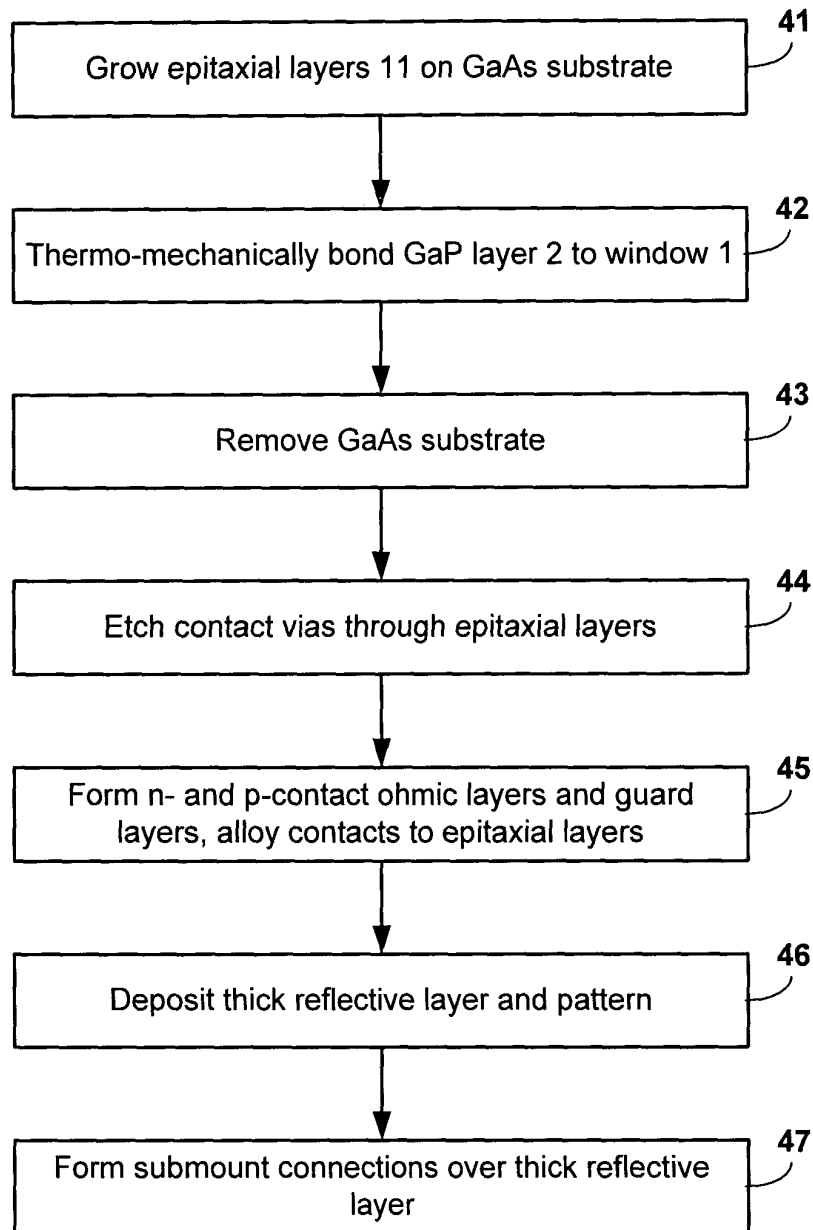 41
Grow epitaxial layers 11 on GaAs substrate
42
Thermo-mechanically bond GaP layer 2 to window 1
43
Remove GaAs substrate
44
Etch contact vias through epitaxial layers
45
Form n- and p-contact ohmic layers and guard
layers, alloy contacts to epitaxial layers
46
Deposit thick reflective layer and pattern
47
Form submount connections over thick reflective
layer